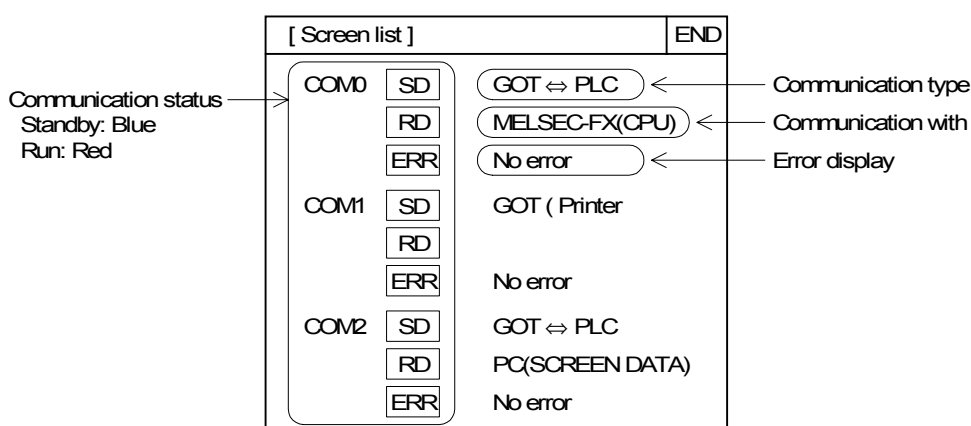 [ Screen list ] END
Communication status
Standby: Blue
Run: Red
COM0 SD GOT ⇔ PLC Communication type
RD MELSEC-FX(CPU) Communication with
ERR No error Error display
COM1 SD GOT ( Printer
RD
ERR No error
COM2 SD GOT ⇔ PLC
RD PC(SCREEN DATA)
ERR No error